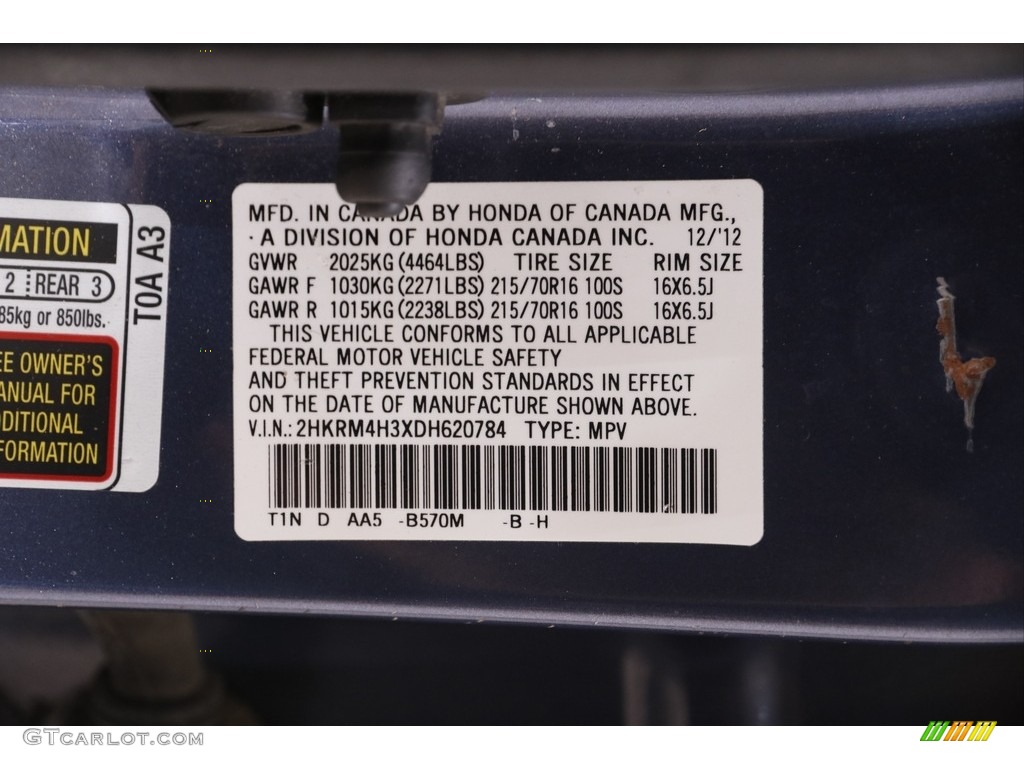 MATION
2 REAR 3
85kg or 850lbs.
EE OWNER'S
ANUAL FOR
DDITIONAL
FORMATION
T0A A3
MFD. IN CANADA BY HONDA OF CANADA MFG.,
· A DIVISION OF HONDA CANADA INC. 12/'12
GVWR 2025KG (4464LBS) TIRE SIZE RIM SIZE
GAWR F 1030KG (2271LBS) 215/70R16 100S 16X6.5J
GAWR R 1015KG (2238LBS) 215/70R16 100S 16X6.5J
THIS VEHICLE CONFORMS TO ALL APPLICABLE
FEDERAL MOTOR VEHICLE SAFETY
AND THEFT PREVENTION STANDARDS IN EFFECT
ON THE DATE OF MANUFACTURE SHOWN ABOVE.
V.I.N.: 2HKRM4H3XDH620784 TYPE: MPV
T1N D AA5 -B570M -B -H
GTCarLot.com